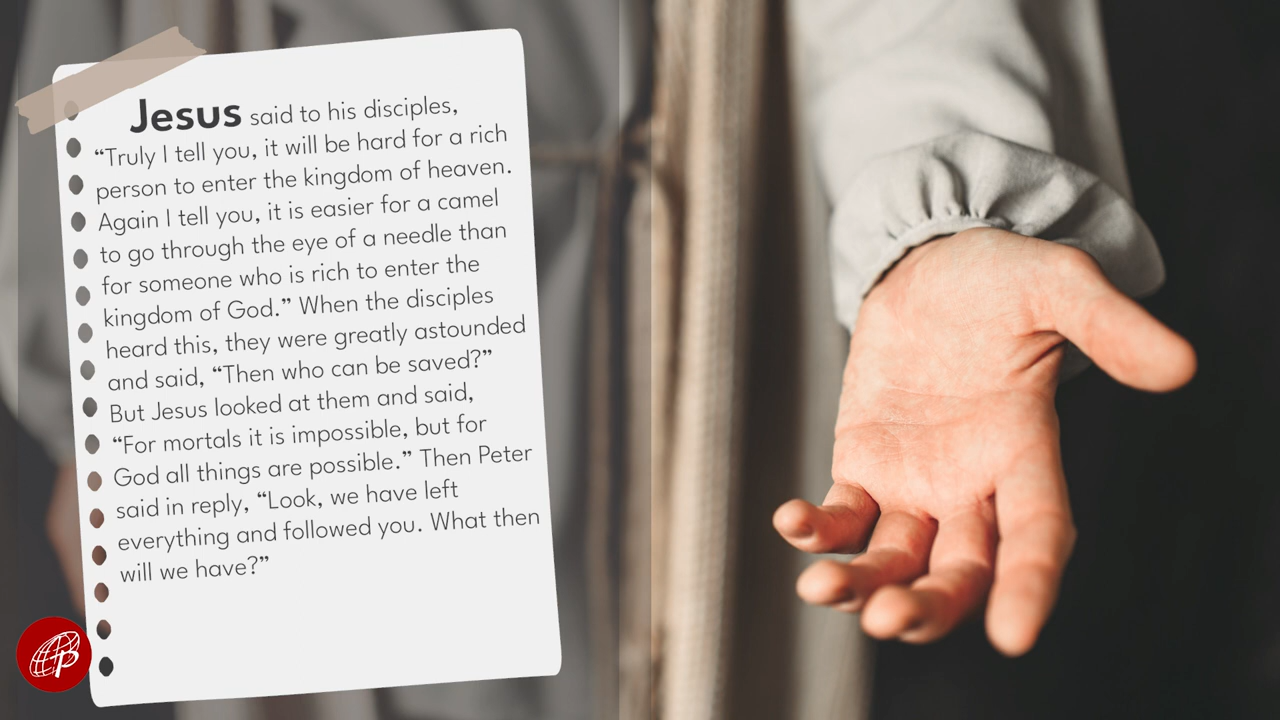 Jesus said to his disciples,
“Truly I tell you, it will be hard for a rich
person to enter the kingdom of heaven.
Again I tell you, it is easier for a camel
to go through the eye of a needle than
for someone who is rich to enter the
kingdom of God.” When the disciples
heard this, they were greatly astounded
and said, “Then who can be saved?”
But Jesus looked at them and said,
“For mortals it is impossible, but for
God all things are possible.” Then Peter
said in reply, “Look, we have left
everything and followed you. What then
will we have?”